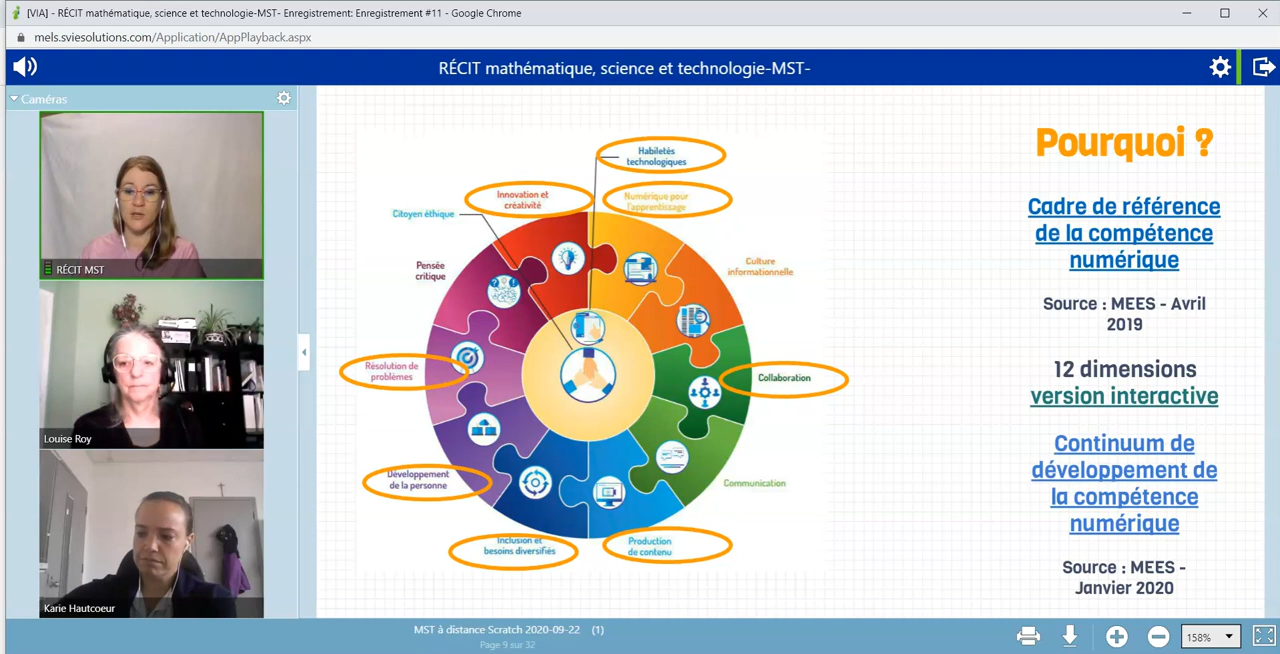 [VIA] - RÉCIT mathématique, science et technologie-MST- Enregistrement: Enregistrement #11 - Google Chrome
mels.sviesolutions.com/Application/AppPlayback.aspx
RÉCIT mathématique, science et technologie-MST-
Caméras
RÉCIT MST
Louise Roy
Karie Hautcoeur
Habiletés
technologiques
Innovation et
créativité
Numérique pour
l'apprentissage
Citoyen éthique
Pensée
critique
Culture
informationnelle
Résolution de
problèmes
Collaboration
Développement
de la personne
Communication
Inclusion et
besoins diversifiés
Production
de contenu
Pourquoi ?
Cadre de référence
de la compétence
numérique
Source : MEES - Avril
2019
12 dimensions
version interactive
Continuum de
développement de
la compétence
numérique
Source : MEES -
Janvier 2020
MST à distance Scratch 2020-09-22 (1)
Page 9 sur 32
158%